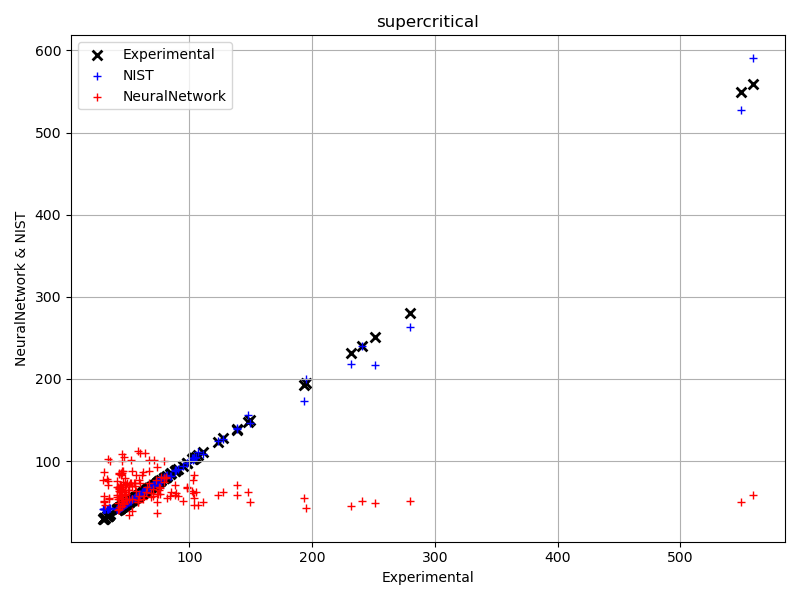 supercritical
Experimental
NIST
NeuralNetwork
600
500
400
300
200
100
NeuralNetwork & NIST
100
200
300
400
500
Experimental